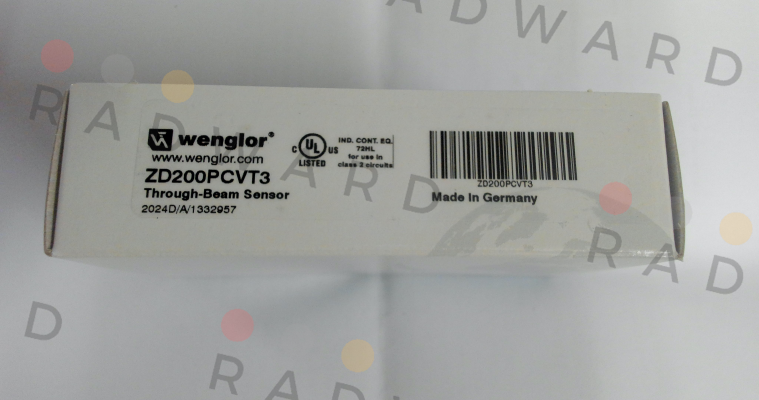 RADWARD
wenglor®
www.wenglor.com
ZD200PCVT3
Through-Beam Sensor
2024D/A/1332957
C UL US
LISTED
IND. CONT. EQ.
72HL
for use in
class 2 circuits
ZD200PCVT3
Made in Germany
RADWARD
RAD
D
RADWARD